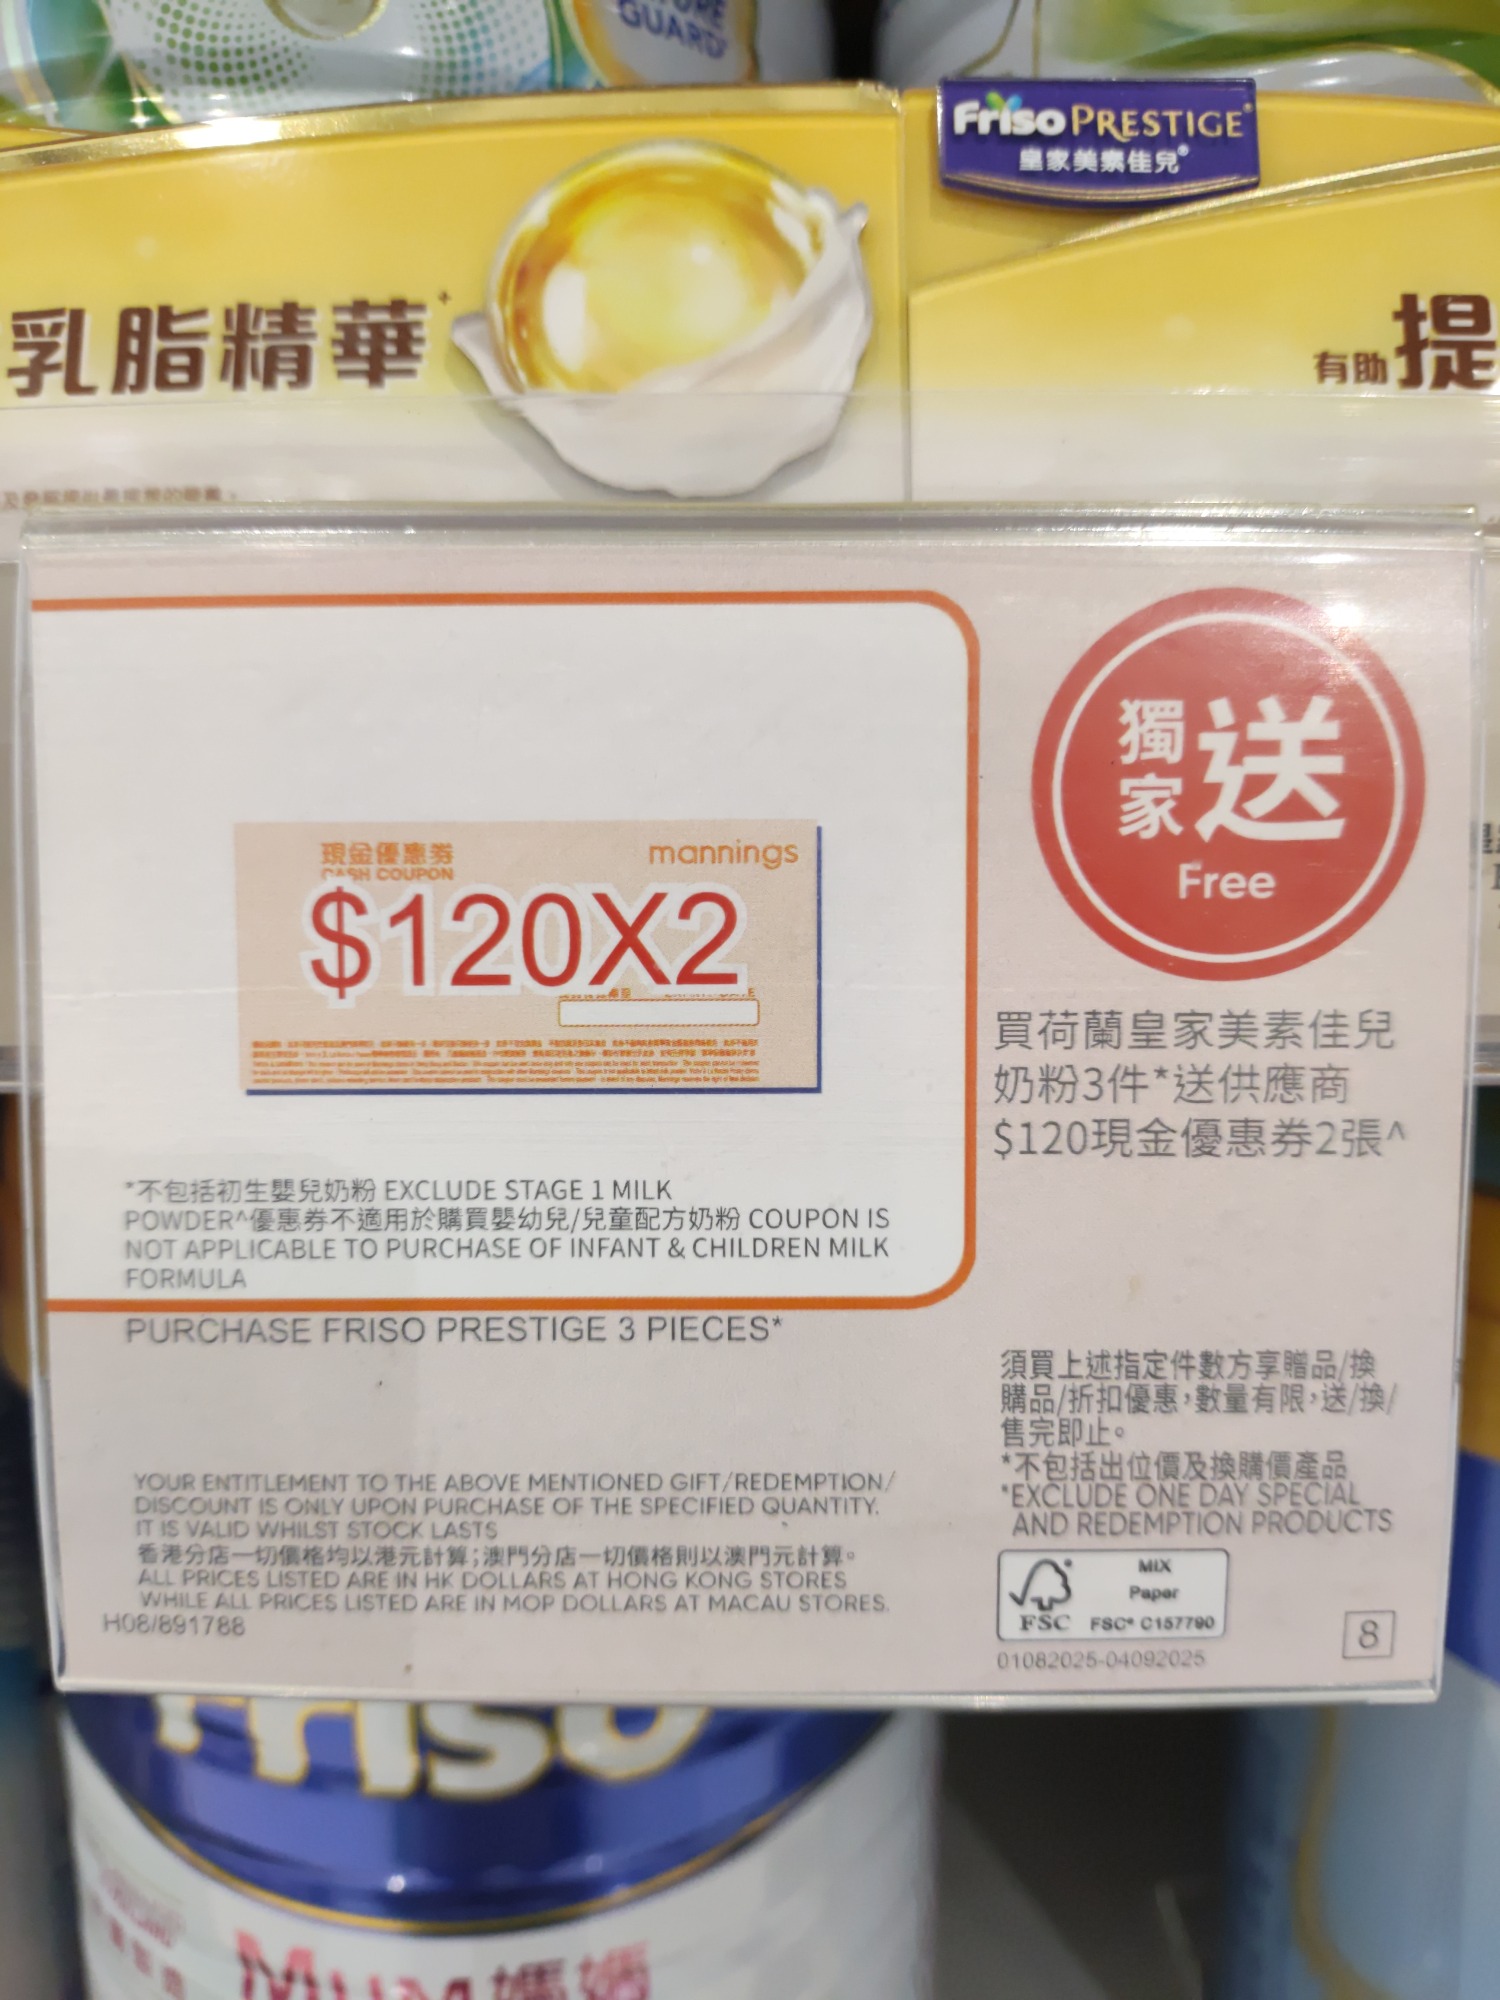 GUARD
Friso PRESTIGE
皇家美素佳兒®
乳脂精華+
有助提
獨家送
Free
現金優惠券
mannings
CASH COUPON
$120X2
買荷蘭皇家美素佳兒
奶粉3件*送供應商
$120現金優惠券2張^
*不包括初生嬰兒奶粉 EXCLUDE STAGE 1 MILK
POWDER^優惠券不適用於購買嬰幼兒/兒童配方奶粉 COUPON IS
NOT APPLICABLE TO PURCHASE OF INFANT & CHILDREN MILK
FORMULA
PURCHASE FRISO PRESTIGE 3 PIECES*
須買上述指定件數方享贈品/換
購品/折扣優惠,數量有限,送/換/
售完即止。
*不包括出位價及換購價產品
*EXCLUDE ONE DAY SPECIAL
AND REDEMPTION PRODUCTS
YOUR ENTITLEMENT TO THE ABOVE MENTIONED GIFT/REDEMPTION/
DISCOUNT IS ONLY UPON PURCHASE OF THE SPECIFIED QUANTITY.
IT IS VALID WHILST STOCK LASTS
香港分店一切價格均以港元計算;澳門分店一切價格則以澳門元計算。
ALL PRICES LISTED ARE IN HK DOLLARS AT HONG KONG STORES
WHILE ALL PRICES LISTED ARE IN MOP DOLLARS AT MACAU STORES.
H08/891788
FSC
MIX
Paper
FSC® C157790
01082025-04092025
8
Friso
MUM 媽媽